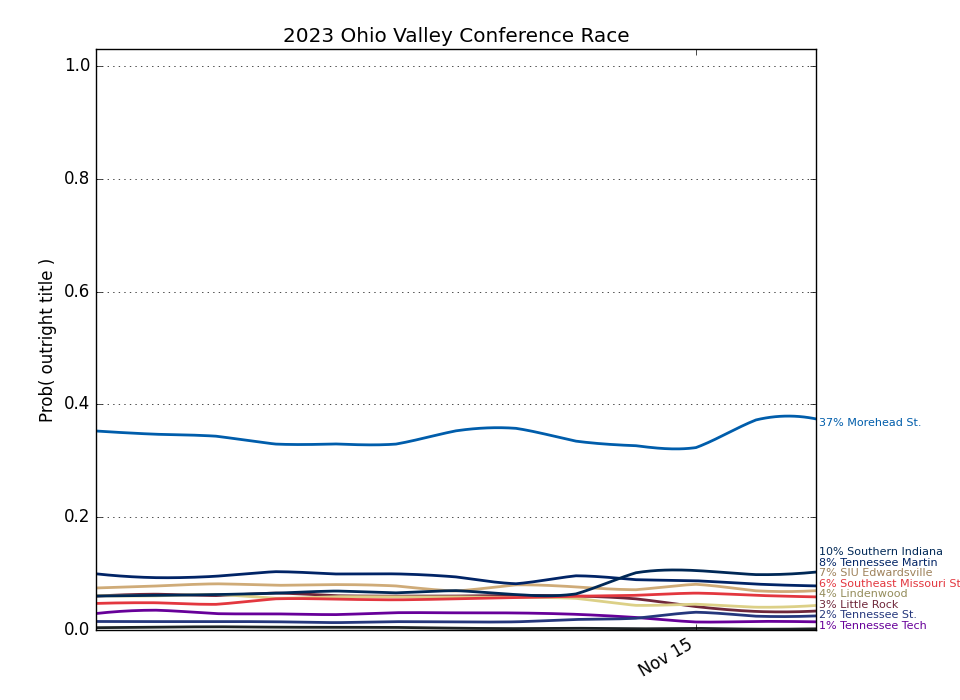 2023 Ohio Valley Conference Race
Prob( outright title )
1.0
0.8
0.6
0.4
0.2
0.0
Nov 15
37% Morehead St.
10% Southern Indiana
8% Tennessee Martin
7% SIU Edwardsville
6% Southeast Missouri St
4% Lindenwood
3% Little Rock
2% Tennessee St.
1% Tennessee Tech